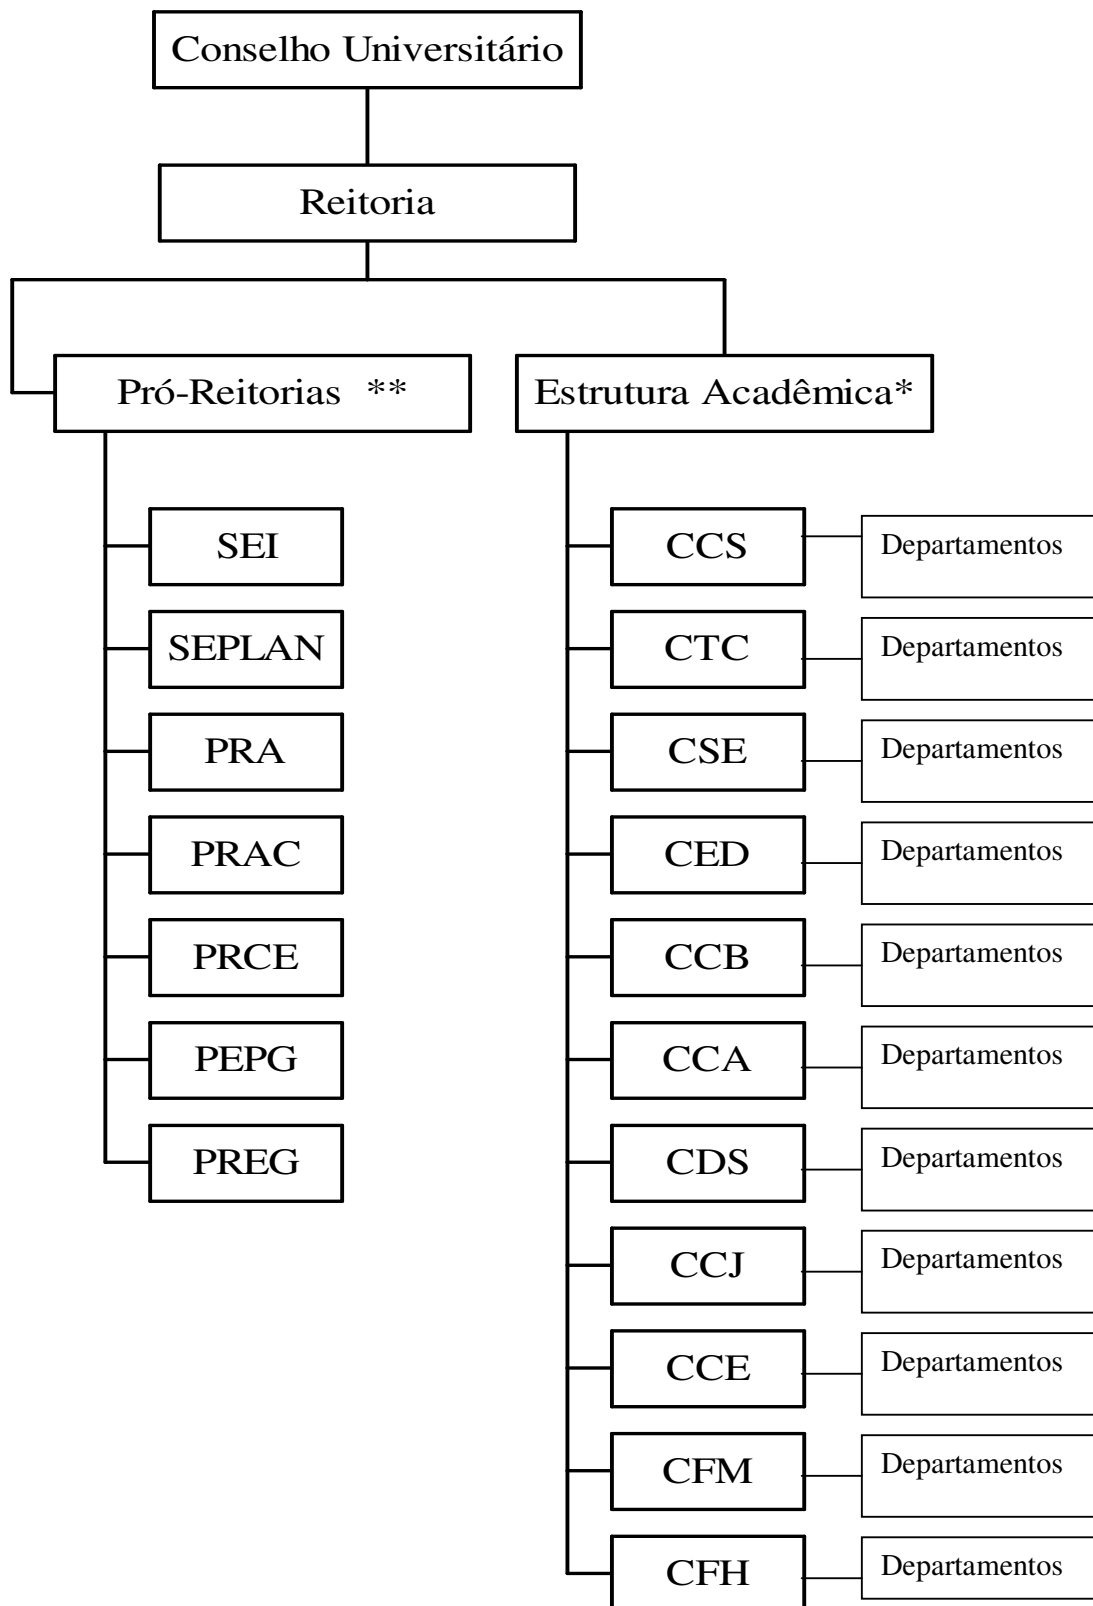 Conselho Universitário
Reitoria
Pró-Reitorias **
Estrutura Acadêmica*
SEI
SEPLAN
PRA
PRAC
PRCE
PEPG
PREG
CCS
Departamentos
CTC
Departamentos
CSE
Departamentos
CED
Departamentos
CCB
Departamentos
CCA
Departamentos
CDS
Departamentos
CCJ
Departamentos
CCE
Departamentos
CFM
Departamentos
CFH
Departamentos